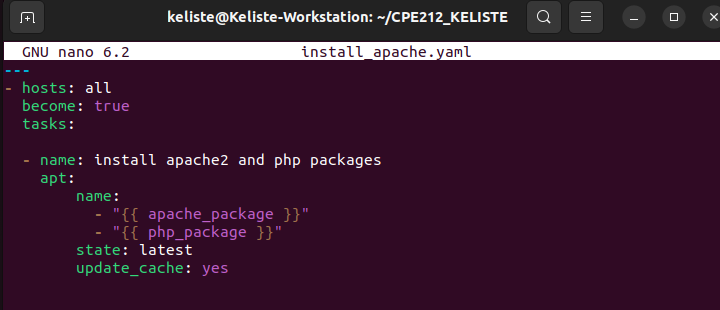 keliste@Keliste-Workstation: ~/CPE212_KELISTE
GNU nano 6.2 install_apache.yaml
---
- hosts: all
  become: true
  tasks:

  - name: install apache2 and php packages
    apt:
        name:
          - "{{ apache_package }}"
          - "{{ php_package }}"
        state: latest
        update_cache: yes